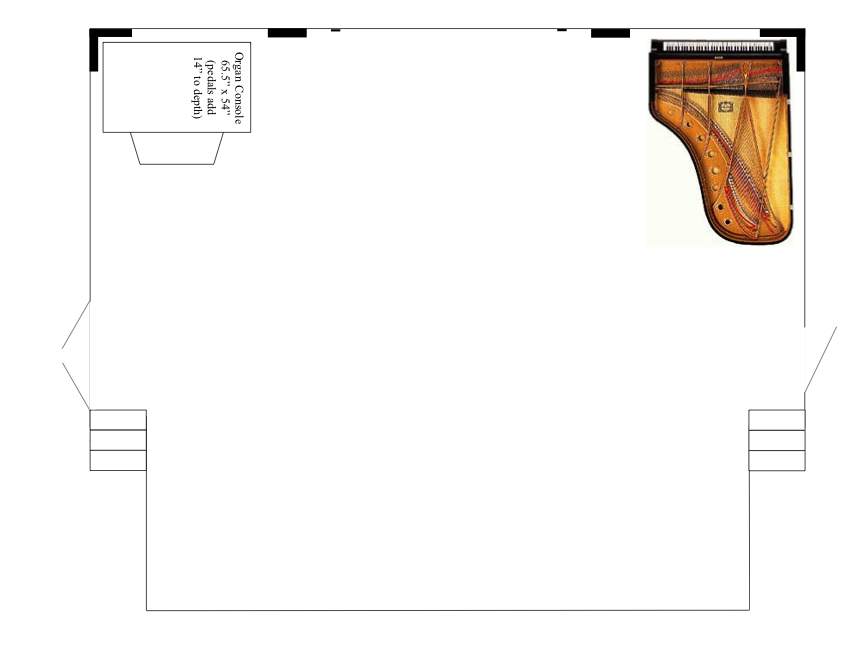 Organ Console
65.5" x 54"
(pedals add
14" to depth)